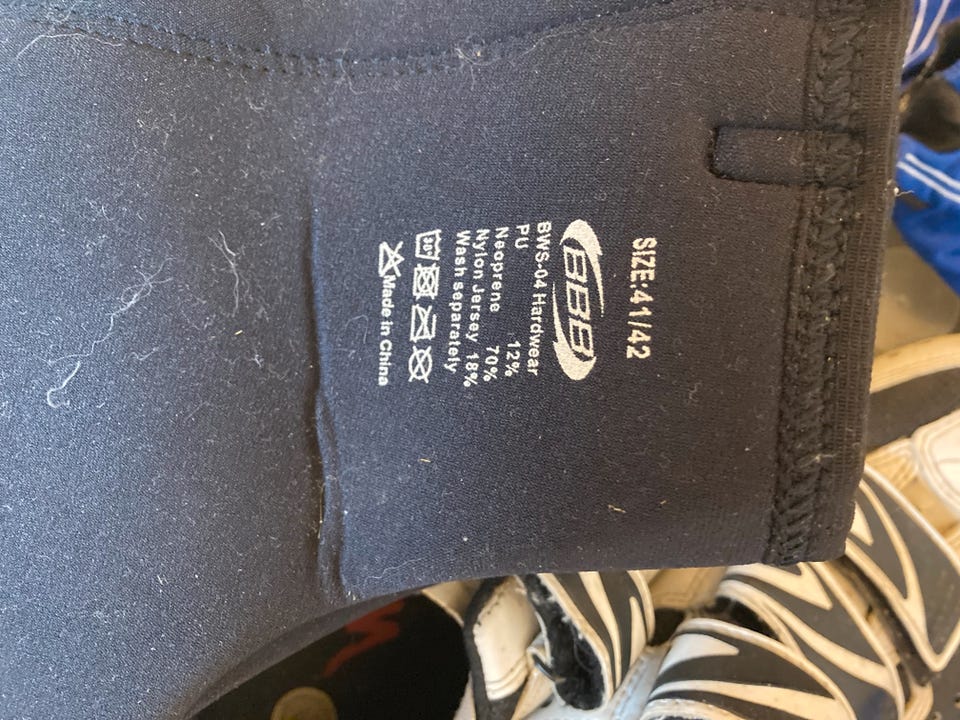 SIZE:41/42
BBB
BWS-04 Hardwear
PU 12%
Neoprene 70%
Nylon Jersey 18%
Wash separately
30°
Made in China